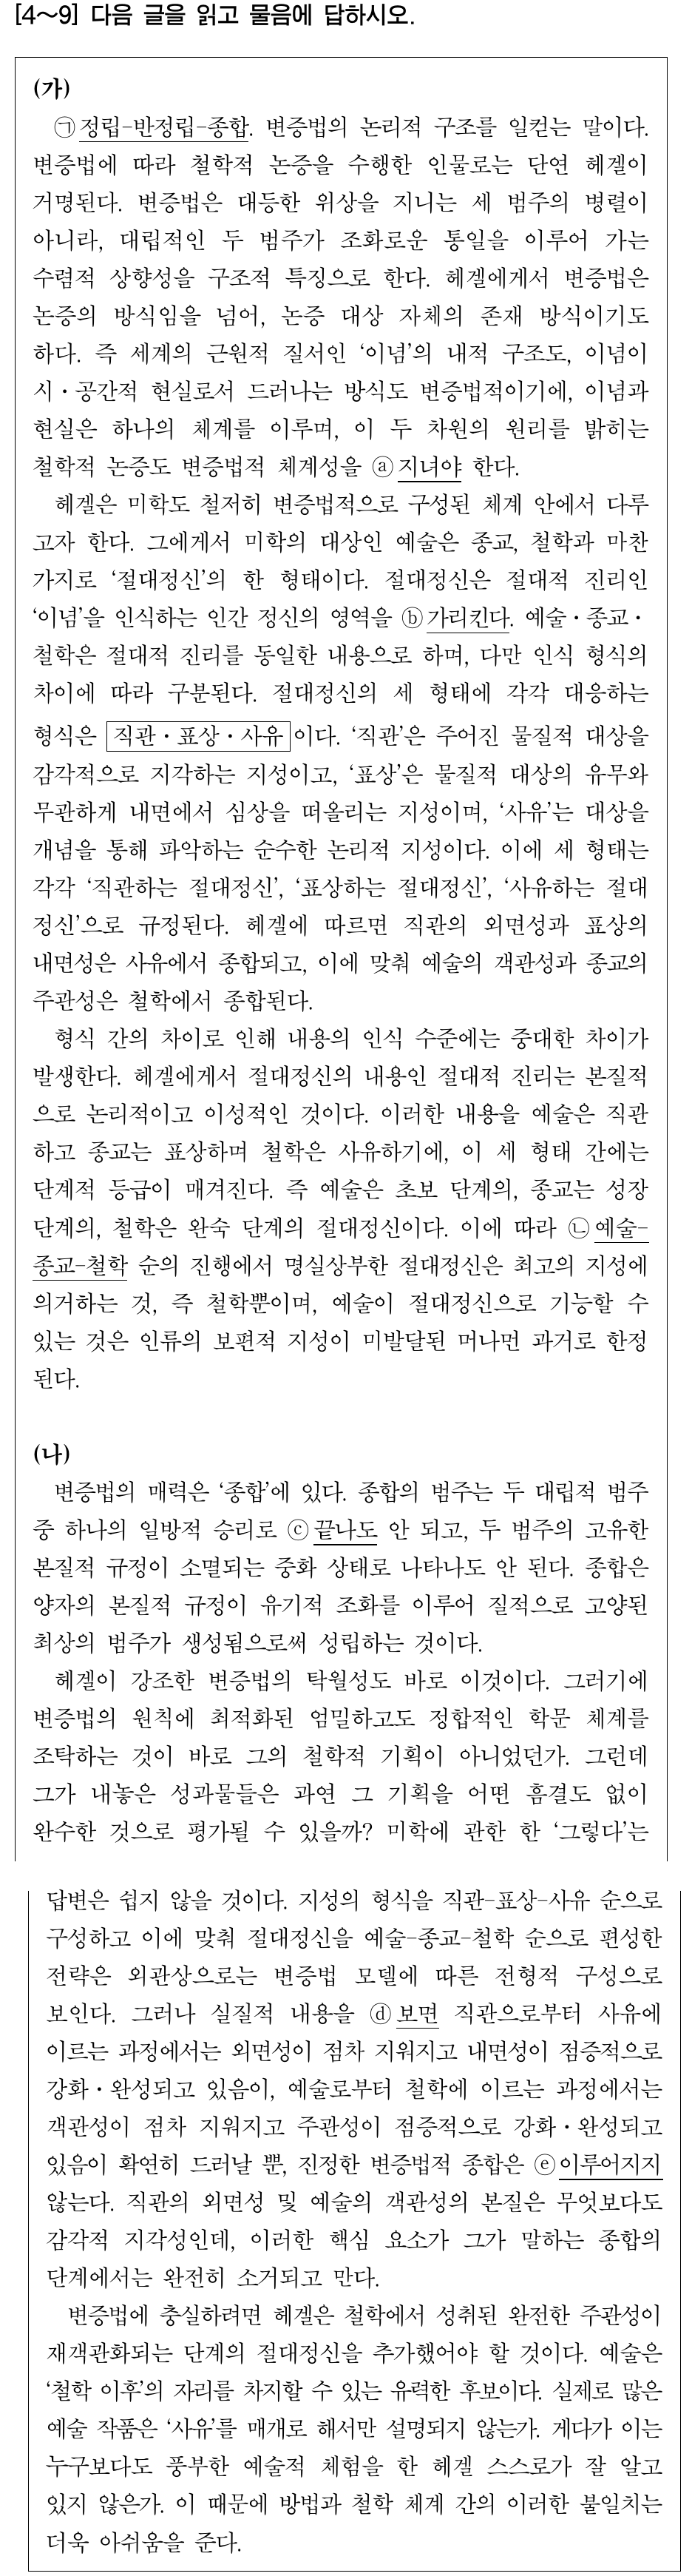 [4~9] 다음 글을 읽고 물음에 답하시오.
(가)
㉠정립-반정립-종합. 변증법의 논리적 구조를 일컫는 말이다.
변증법에 따라 철학적 논증을 수행한 인물로는 단연 헤겔이
거명된다. 변증법은 대등한 위상을 지니는 세 범주의 병렬이
아니라, 대립적인 두 범주가 조화로운 통일을 이루어 가는
수렴적 상향성을 구조적 특징으로 한다. 헤겔에게서 변증법은
논증의 방식임을 넘어, 논증 대상 자체의 존재 방식이기도
하다. 즉 세계의 근원적 질서인 ‘이념’의 내적 구조도, 이념이
시·공간적 현실로서 드러나는 방식도 변증법적이기에, 이념과
현실은 하나의 체계를 이루며, 이 두 차원의 원리를 밝히는
철학적 논증도 변증법적 체계성을 ⓐ지녀야 한다.
헤겔은 미학도 철저히 변증법적으로 구성된 체계 안에서 다루
고자 한다. 그에게서 미학의 대상인 예술은 종교, 철학과 마찬
가지로 ‘절대정신’의 한 형태이다. 절대정신은 절대적 진리인
‘이념’을 인식하는 인간 정신의 영역을 ⓑ가리킨다. 예술·종교·
철학은 절대적 진리를 동일한 내용으로 하며, 다만 인식 형식의
차이에 따라 구분된다. 절대정신의 세 형태에 각각 대응하는
형식은 직관·표상·사유이다. ‘직관’은 주어진 물질적 대상을
감각적으로 지각하는 지성이고, ‘표상’은 물질적 대상의 유무와
무관하게 내면에서 심상을 떠올리는 지성이며, ‘사유’는 대상을
개념을 통해 파악하는 순수한 논리적 지성이다. 이에 세 형태는
각각 ‘직관하는 절대정신’, ‘표상하는 절대정신’, ‘사유하는 절대
정신’으로 규정된다. 헤겔에 따르면 직관의 외면성과 표상의
내면성은 사유에서 종합되고, 이에 맞춰 예술의 객관성과 종교의
주관성은 철학에서 종합된다.
형식 간의 차이로 인해 내용의 인식 수준에는 중대한 차이가
발생한다. 헤겔에게서 절대정신의 내용인 절대적 진리는 본질적
으로 논리적이고 이성적인 것이다. 이러한 내용을 예술은 직관
하고 종교는 표상하며 철학은 사유하기에, 이 세 형태 간에는
단계적 등급이 매겨진다. 즉 예술은 초보 단계의, 종교는 성장
단계의, 철학은 완숙 단계의 절대정신이다. 이에 따라 ㉡예술-
종교-철학 순의 진행에서 명실상부한 절대정신은 최고의 지성에
의거하는 것, 즉 철학뿐이며, 예술이 절대정신으로 기능할 수
있는 것은 인류의 보편적 지성이 미발달된 머나먼 과거로 한정
된다.
(나)
변증법의 매력은 ‘종합’에 있다. 종합의 범주는 두 대립적 범주
중 하나의 일방적 승리로 ⓒ끝나도 안 되고, 두 범주의 고유한
본질적 규정이 소멸되는 중화 상태로 나타나도 안 된다. 종합은
양자의 본질적 규정이 유기적 조화를 이루어 질적으로 고양된
최상의 범주가 생성됨으로써 성립하는 것이다.
헤겔이 강조한 변증법의 탁월성도 바로 이것이다. 그러기에
변증법의 원칙에 최적화된 엄밀하고도 정합적인 학문 체계를
조탁하는 것이 바로 그의 철학적 기획이 아니었던가. 그런데
그가 내놓은 성과물들은 과연 그 기획을 어떤 흠결도 없이
완수한 것으로 평가될 수 있을까? 미학에 관한 한 ‘그렇다’는
답변은 쉽지 않을 것이다. 지성의 형식을 직관-표상-사유 순으로
구성하고 이에 맞춰 절대정신을 예술-종교-철학 순으로 편성한
전략은 외관상으로는 변증법 모델에 따른 전형적 구성으로
보인다. 그러나 실질적 내용을 ⓓ보면 직관으로부터 사유에
이르는 과정에서는 외면성이 점차 지워지고 내면성이 점증적으로
강화·완성되고 있음이, 예술로부터 철학에 이르는 과정에서는
객관성이 점차 지워지고 주관성이 점증적으로 강화·완성되고
있음이 확연히 드러날 뿐, 진정한 변증법적 종합은 ⓔ이루어지지
않는다. 직관의 외면성 및 예술의 객관성의 본질은 무엇보다도
감각적 지각성인데, 이러한 핵심 요소가 그가 말하는 종합의
단계에서는 완전히 소거되고 만다.
변증법에 충실하려면 헤겔은 철학에서 성취된 완전한 주관성이
재객관화되는 단계의 절대정신을 추가했어야 할 것이다. 예술은
‘철학 이후’의 자리를 차지할 수 있는 유력한 후보이다. 실제로 많은
예술 작품은 ‘사유’를 매개로 해서만 설명되지 않는가. 게다가 이는
누구보다도 풍부한 예술적 체험을 한 헤겔 스스로가 잘 알고
있지 않은가. 이 때문에 방법과 철학 체계 간의 이러한 불일치는
더욱 아쉬움을 준다.